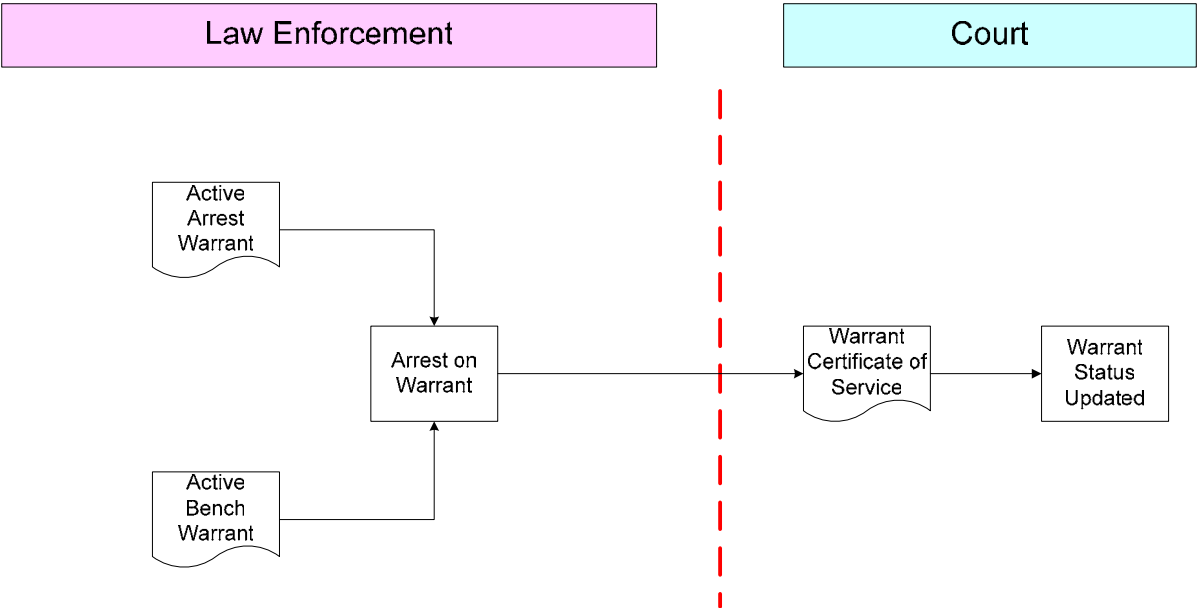 Law Enforcement
Court
Active
Arrest
Warrant
Arrest on
Warrant
Warrant
Certificate of
Service
Warrant
Status
Updated
Active
Bench
Warrant